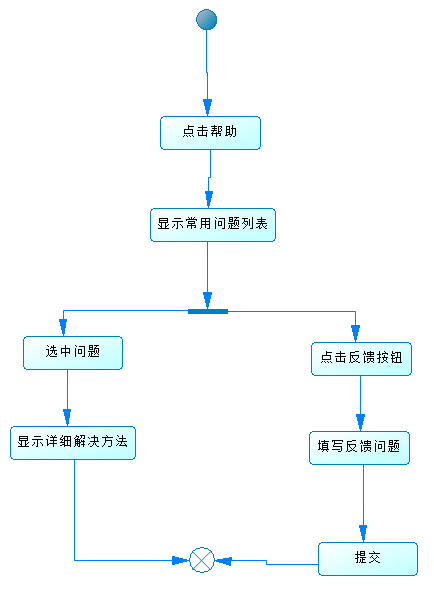 点击帮助
显示常用问题列表
选中问题
点击反馈按钮
显示详细解决方法
填写反馈问题
提交